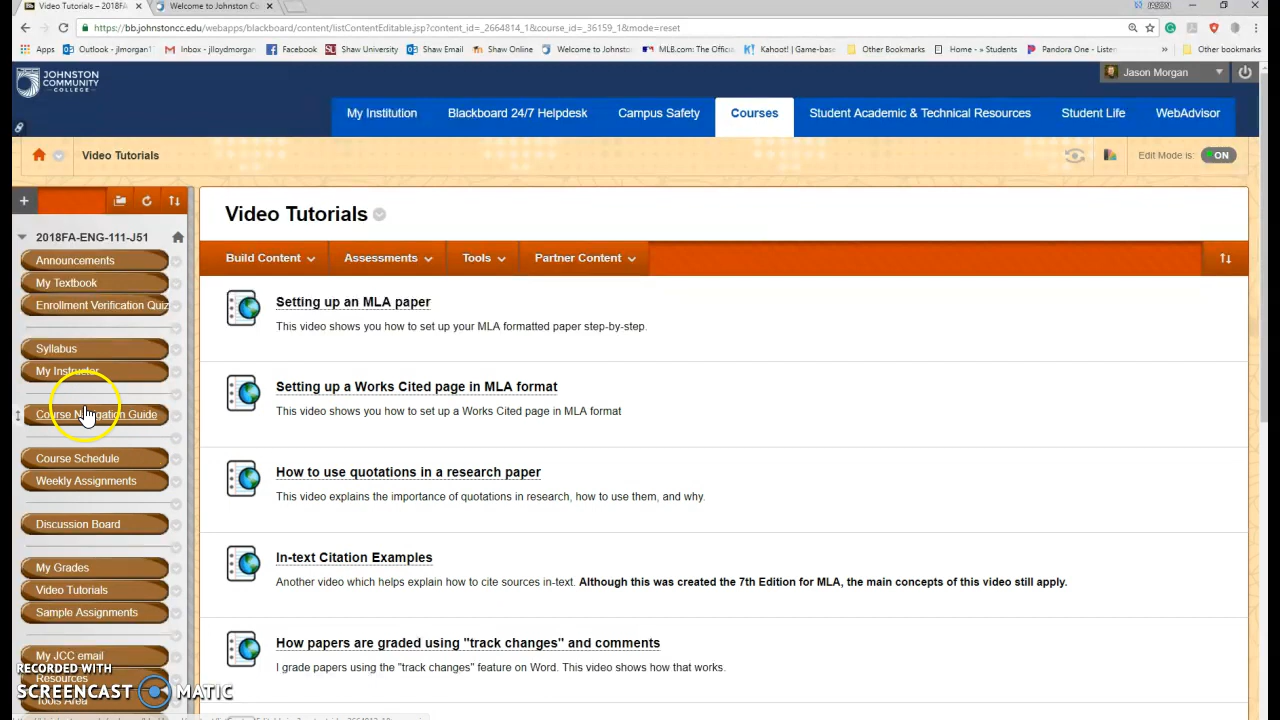 Video Tutorials – 2018FA
Welcome to Johnston Co
JASON
https://bb.johnstoncc.edu/webapps/blackboard/content/listContentEditable.jsp?content_id=_2664814_1&course_id=_36159_1&mode=reset
Apps
Outlook - jlmorgan1
Inbox - jlloydmorgan
Facebook
Shaw University
Shaw Email
Shaw Online
Welcome to Johnston
MLB.com: The Officia
Kahoot! | Game-base
Other Bookmarks
Home - » Students
Pandora One - Listen
»
Other bookmarks
JOHNSTON
COMMUNITY
COLLEGE
Jason Morgan
My Institution
Blackboard 24/7 Helpdesk
Campus Safety
Courses
Student Academic & Technical Resources
Student Life
WebAdvisor
Video Tutorials
Edit Mode is:
ON
2018FA-ENG-111-J51
Announcements
My Textbook
Enrollment Verification Quiz
Syllabus
My Instructor
Course Navigation Guide
Course Schedule
Weekly Assignments
Discussion Board
My Grades
Video Tutorials
Sample Assignments
My JCC email
Resources
Tools Area
RECORDED WITH
SCREENCAST MATIC
Video Tutorials
Build Content
Assessments
Tools
Partner Content
Setting up an MLA paper
This video shows you how to set up your MLA formatted paper step-by-step.
Setting up a Works Cited page in MLA format
This video shows you how to set up a Works Cited page in MLA format
How to use quotations in a research paper
This video explains the importance of quotations in research, how to use them, and why.
In-text Citation Examples
Another video which helps explain how to cite sources in-text. Although this was created the 7th Edition for MLA, the main concepts of this video still apply.
How papers are graded using "track changes" and comments
I grade papers using the "track changes" feature on Word. This video shows how that works.